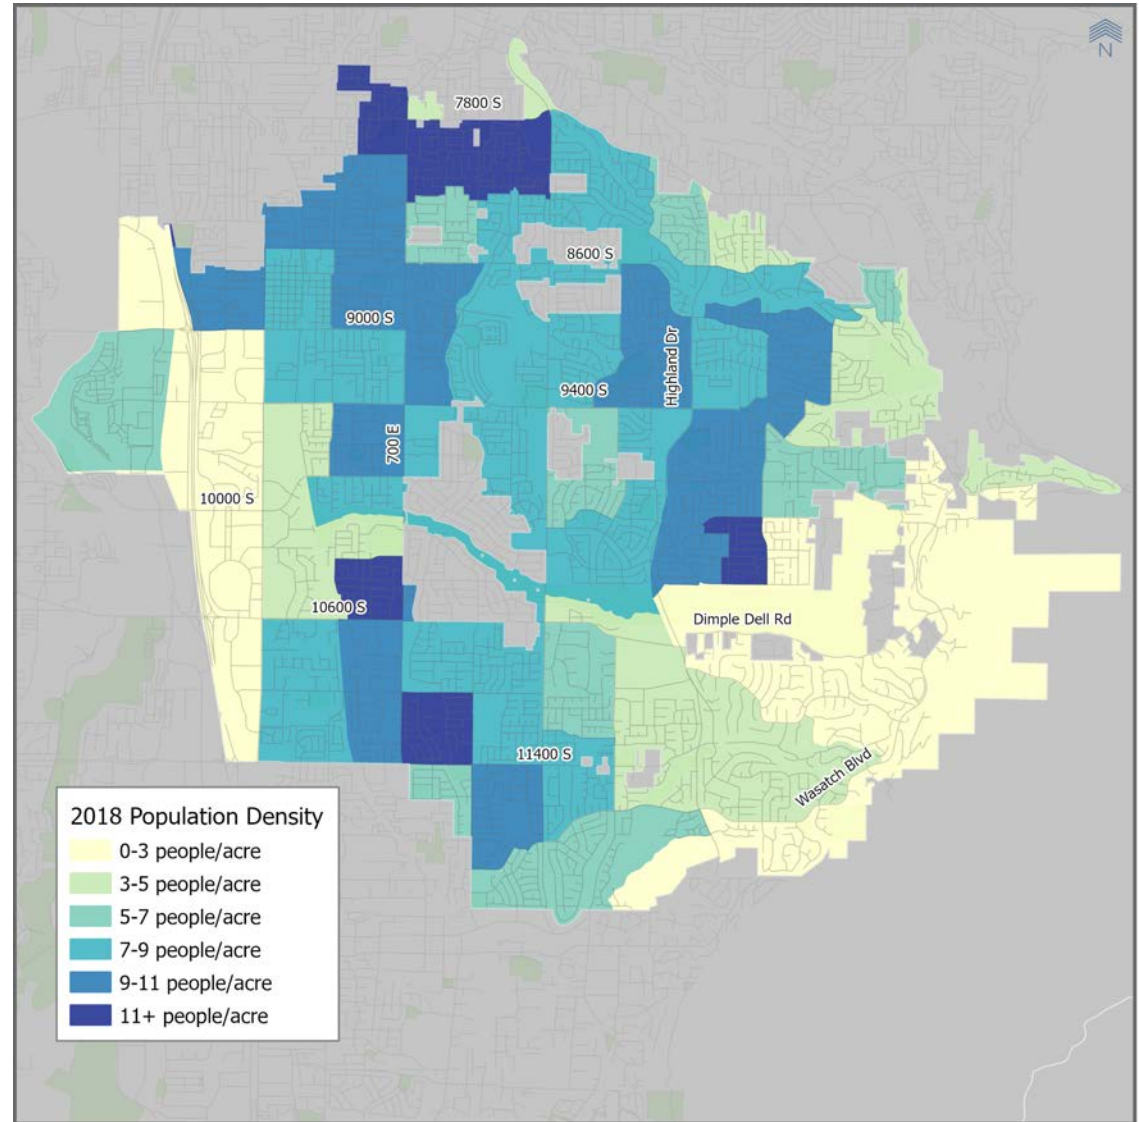 N
7800 S
8600 S
9000 S
Highland Dr
9400 S
700 E
10000 S
10600 S
Dimple Dell Rd
11400 S
Wasatch Blvd
2018 Population Density
0-3 people/acre
3-5 people/acre
5-7 people/acre
7-9 people/acre
9-11 people/acre
11+ people/acre